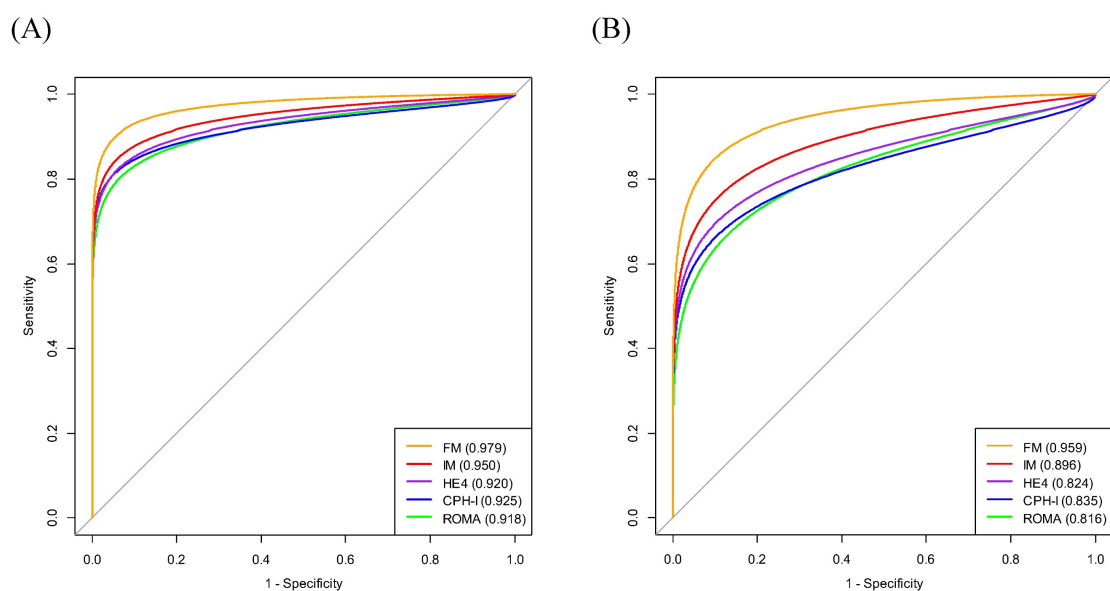 (A)
(B)
Sensitivity
1.0
0.8
0.6
0.4
0.2
0.0
FM (0.979)
IM (0.950)
HE4 (0.920)
CPH-I (0.925)
ROMA (0.918)
0.0 0.2 0.4 0.6 0.8 1.0
1 - Specificity
Sensitivity
1.0
0.8
0.6
0.4
0.2
0.0
FM (0.959)
IM (0.896)
HE4 (0.824)
CPH-I (0.835)
ROMA (0.816)
0.0 0.2 0.4 0.6 0.8 1.0
1 - Specificity